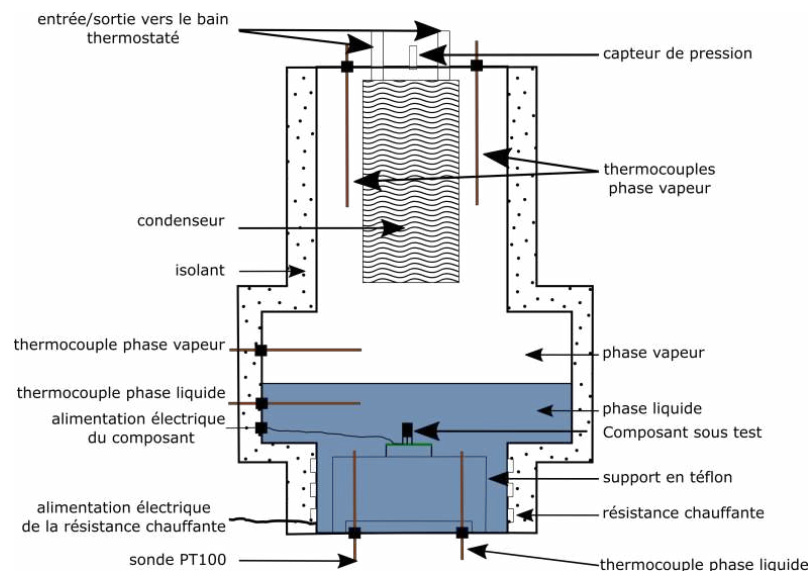 entrée/sortie vers le bain
thermostaté
capteur de pression
thermocouples
phase vapeur
condenseur
isolant
thermocouple phase vapeur
phase vapeur
thermocouple phase liquide
phase liquide
alimentation électrique
du composant
Composant sous test
support en téflon
alimentation électrique
de la résistance chauffante
résistance chauffante
sonde PT100
thermocouple phase liquide